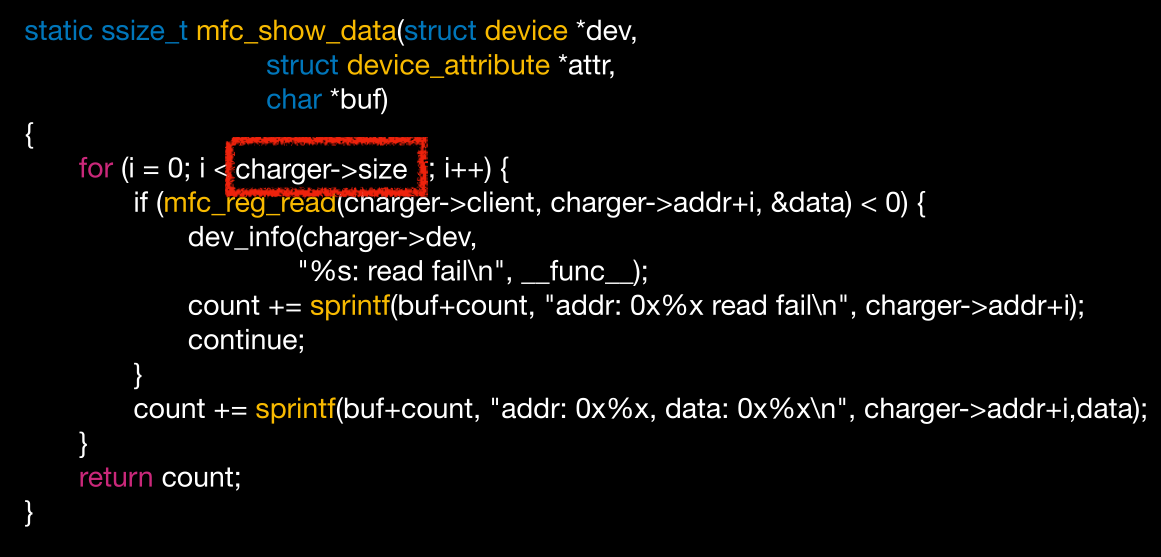 static ssize_t mfc_show_data(struct device *dev,
struct device_attribute *attr,
char *buf)
{
for (i = 0; i < charger->size ; i++) {
if (mfc_reg_read(charger->client, charger->addr+i, &data) < 0) {
dev_info(charger->dev,
"%s: read fail\n", __func__);
count += sprintf(buf+count, "addr: 0x%x read fail\n", charger->addr+i);
continue;
}
count += sprintf(buf+count, "addr: 0x%x, data: 0x%x\n", charger->addr+i,data);
}
return count;
}